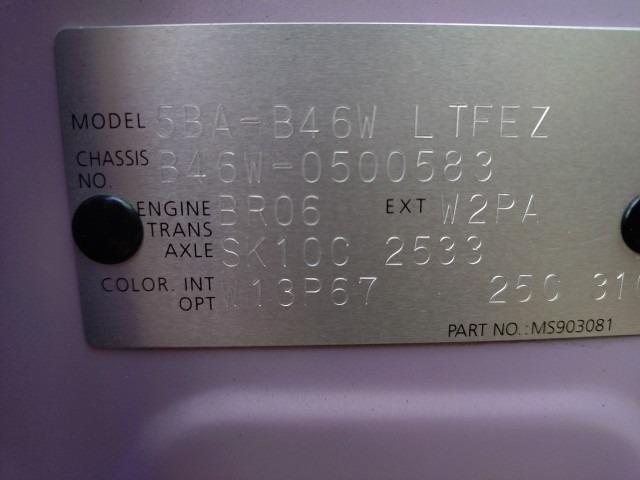 MODEL 5BA-B46W LTFEZ
CHASSIS NO. B46W-0500583
ENGINE BR06 EXT W2PA
TRANS AXLE SK10C 2533
COLOR. INT OPT W13P67 25C 31
PART NO.: MS903081